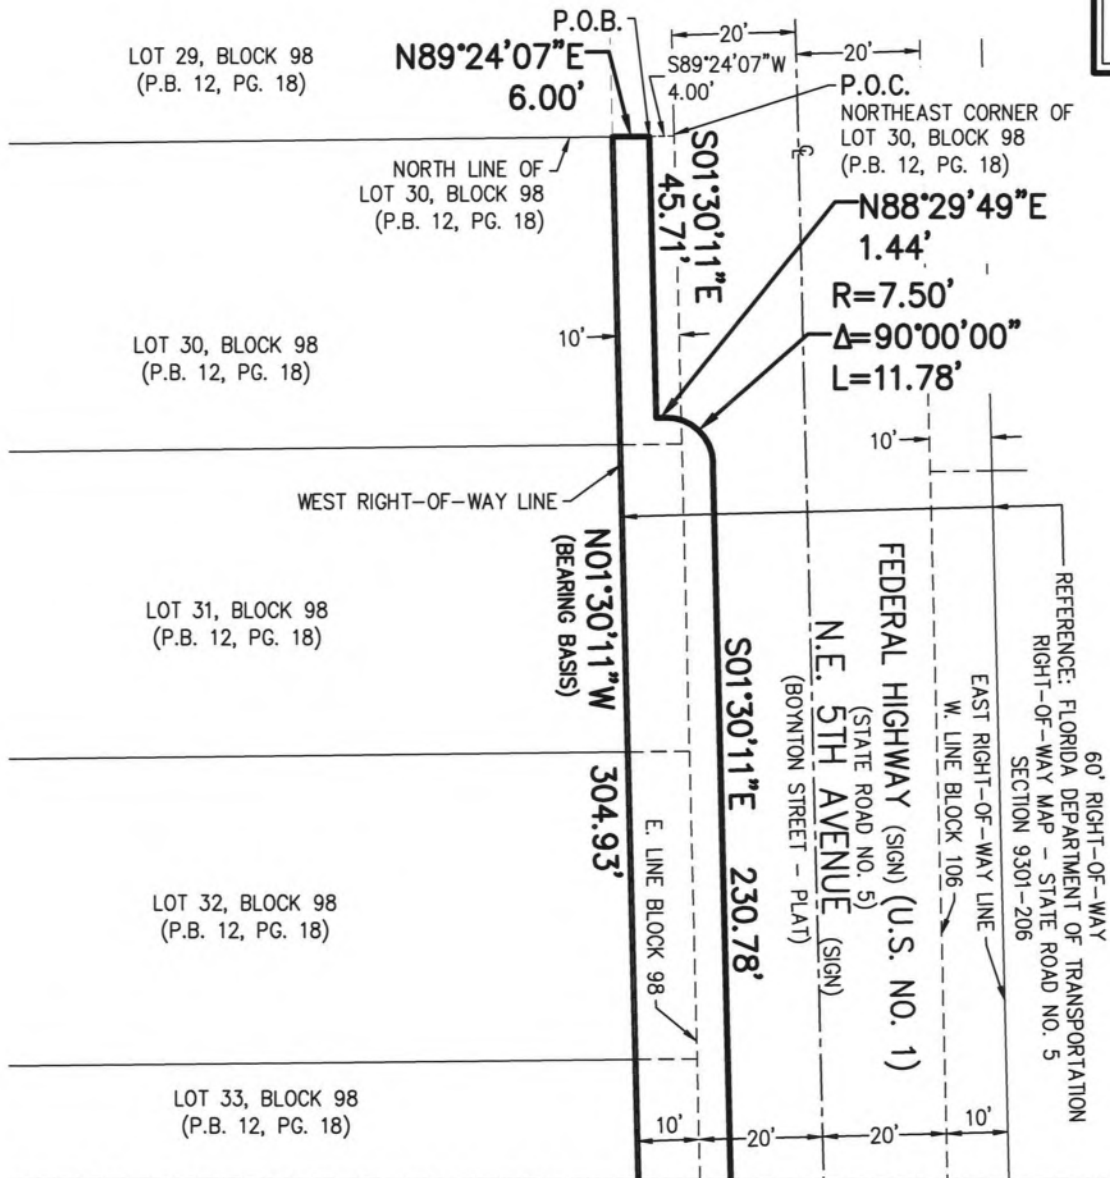 LOT 29, BLOCK 98
(P.B. 12, PG. 18)
P.O.B.
N89°24'07"E
6.00'
20'
20'
S89°24'07"W
4.00'
P.O.C.
NORTHEAST CORNER OF
LOT 30, BLOCK 98
(P.B. 12, PG. 18)
NORTH LINE OF
LOT 30, BLOCK 98
(P.B. 12, PG. 18)
S01°30'11"E
45.71'
℄
N88°29'49"E
1.44'
R=7.50'
Δ=90°00'00"
L=11.78'
LOT 30, BLOCK 98
(P.B. 12, PG. 18)
10'
10'
WEST RIGHT-OF-WAY LINE
N01°30'11"W 304.93'
(BEARING BASIS)
LOT 31, BLOCK 98
(P.B. 12, PG. 18)
S01°30'11"E 230.78'
E. LINE BLOCK 98
FEDERAL HIGHWAY (SIGN) (U.S. NO. 1)
(STATE ROAD NO. 5)
N.E. 5TH AVENUE (SIGN)
(BOYNTON STREET - PLAT)
W. LINE BLOCK 106
EAST RIGHT-OF-WAY LINE
60' RIGHT-OF-WAY
REFERENCE: FLORIDA DEPARTMENT OF TRANSPORTATION
RIGHT-OF-WAY MAP - STATE ROAD NO. 5
SECTION 9301-206
LOT 32, BLOCK 98
(P.B. 12, PG. 18)
LOT 33, BLOCK 98
(P.B. 12, PG. 18)
10'
20'
20'
10'